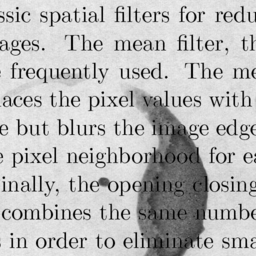 ssic spatial filters for redu
ages. The mean filter, th
frequently used. The me
laces the pixel values with
e but blurs the image edge
e pixel neighborhood for ea
inally, the opening closing
combines the same numbe
s in order to eliminate sma